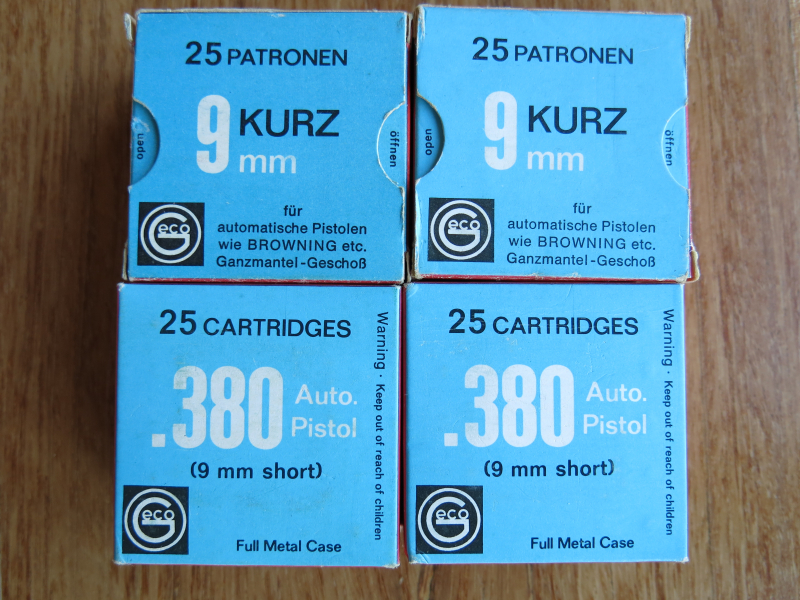 25 PATRONEN
9 mm KURZ
open
öffnen
für
automatische Pistolen
wie BROWNING etc.
Ganzmantel-Geschoß
Geco
25 PATRONEN
9 mm KURZ
open
öffnen
für
automatische Pistolen
wie BROWNING etc.
Ganzmantel-Geschoß
Geco
25 CARTRIDGES
.380 Auto.
Pistol
(9 mm short)
Geco
Full Metal Case
Warning · Keep out of reach of children
25 CARTRIDGES
.380 Auto.
Pistol
(9 mm short)
Geco
Full Metal Case
Warning · Keep out of reach of children